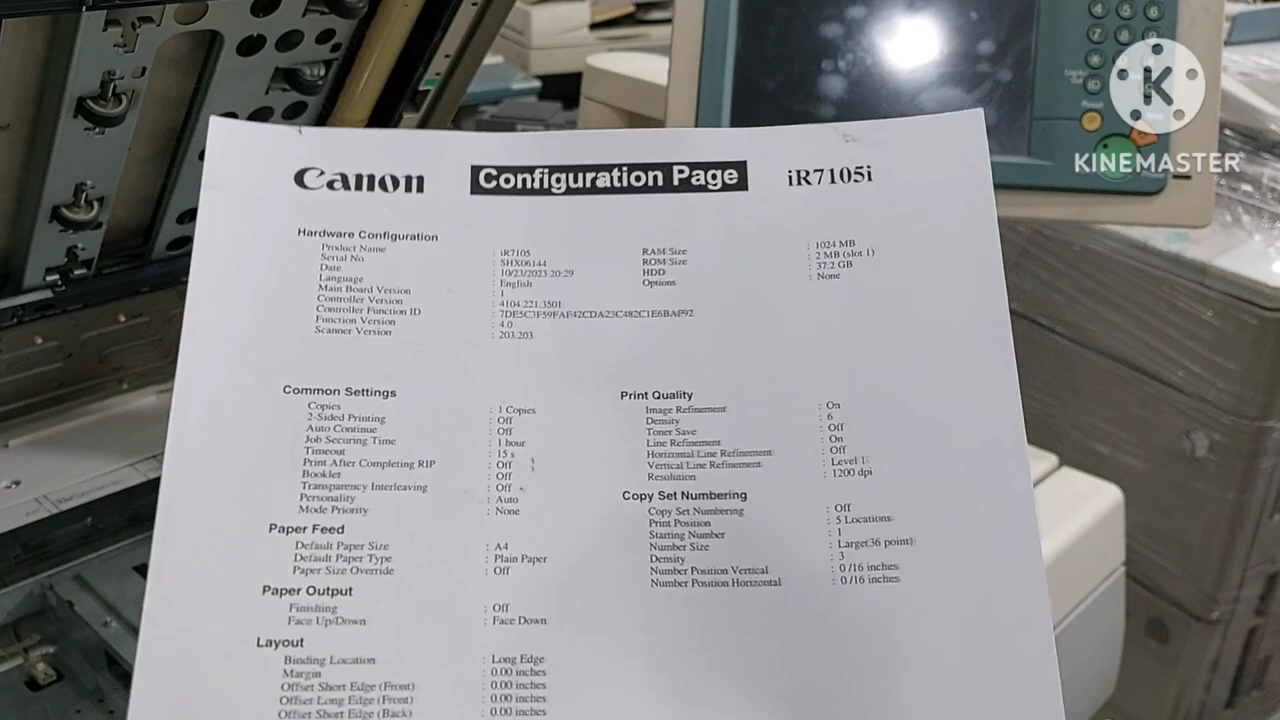 4 5 6
7 8 9
K
KINEMASTER
Canon Configuration Page iR7105i
Hardware Configuration
Product Name : iR7105 RAM Size : 1024 MB
Serial No : SHX06144 ROM Size : 2 MB (slot 1)
Date : 10/23/2023 20:29 HDD : 37.2 GB
Language : English Options : None
Main Board Version : 1
Controller Version : 4104.221.3501
Controller Function ID
Function Version : 4.0
Scanner Version : 203.203
Common Settings
Copies : 1 Copies
2-Sided Printing : Off
Auto Continue : Off
Job Securing Time : 1 hour
Timeout : 15 s
Print After Completing RIP : Off
Booklet : Off
Transparency Interleaving : Off
Personality : Auto
Mode Priority : None
Paper Feed
Default Paper Size : A4
Default Paper Type : Plain Paper
Paper Size Override : Off
Paper Output
Finishing : Off
Face Up/Down : Face Down
Layout
Binding Location : Long Edge
Margin : 0.00 inches
Offset Short Edge (Front) : 0.00 inches
Offset Long Edge (Front) : 0.00 inches
Offset Short Edge (Back) : 0.00 inches
Print Quality
Image Refinement : On
Density : 6
Toner Save : Off
Line Refinement : On
Horizontal Line Refinement : Off
Vertical Line Refinement : Level 1
Resolution : 1200 dpi
Copy Set Numbering
Copy Set Numbering : Off
Print Position : 5 Locations
Starting Number : 1
Number Size : Large(36 point)
Density : 3
Number Position Vertical : 0 /16 inches
Number Position Horizontal : 0 /16 inches